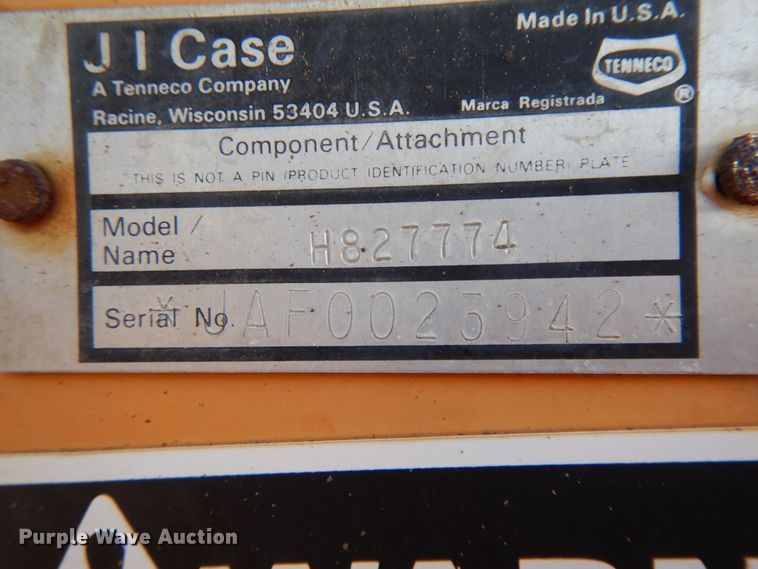 J I Case
A Tenneco Company
Racine, Wisconsin 53404 U.S.A.
Made In U.S.A.
TENNECO
®
Marca Registrada
Component/Attachment
THIS IS NOT A PIN (PRODUCT IDENTIFICATION NUMBER) PLATE
Model/
Name H827774
Serial No. *JAF0023942*
Purple Wave Auction